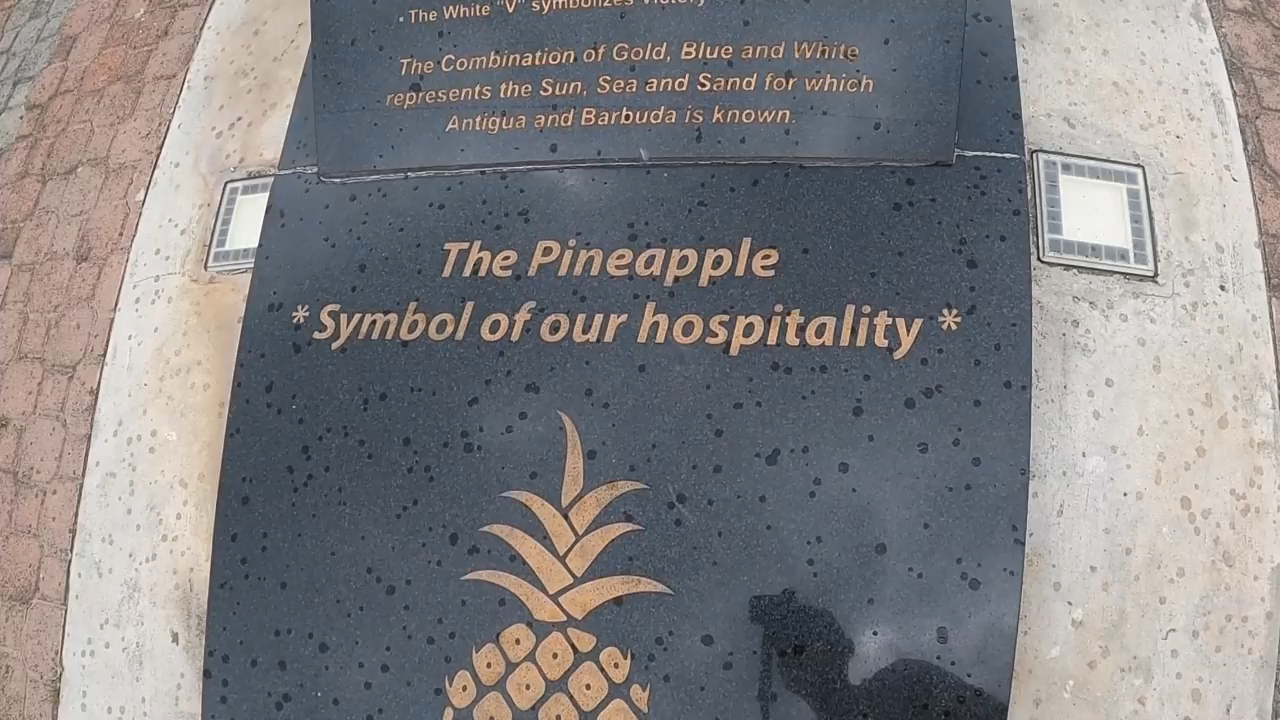 • The White "V" symbolizes Victory
The Combination of Gold, Blue and White
represents the Sun, Sea and Sand for which
Antigua and Barbuda is known.
The Pineapple
*Symbol of our hospitality*